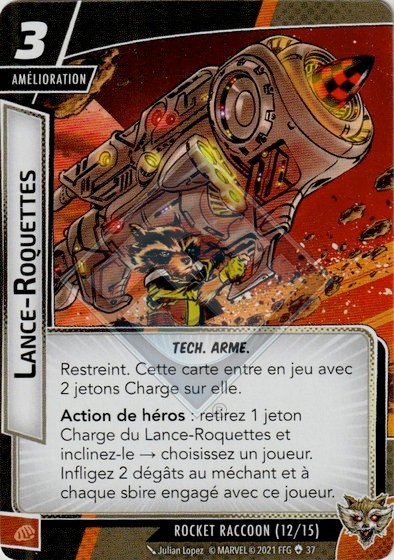 3
AMÉLIORATION
LANCE-ROQUETTES
TECH. ARME.
Restreint. Cette carte entre en jeu avec
2 jetons Charge sur elle.
Action de héros : retirez 1 jeton
Charge du Lance-Roquettes et
inclinez-le → choisissez un joueur.
Infligez 2 dégâts au méchant et à
chaque sbire engagé avec ce joueur.
ROCKET RACCOON (12/15)
Julian Lopez © MARVEL © 2021 FFG 37